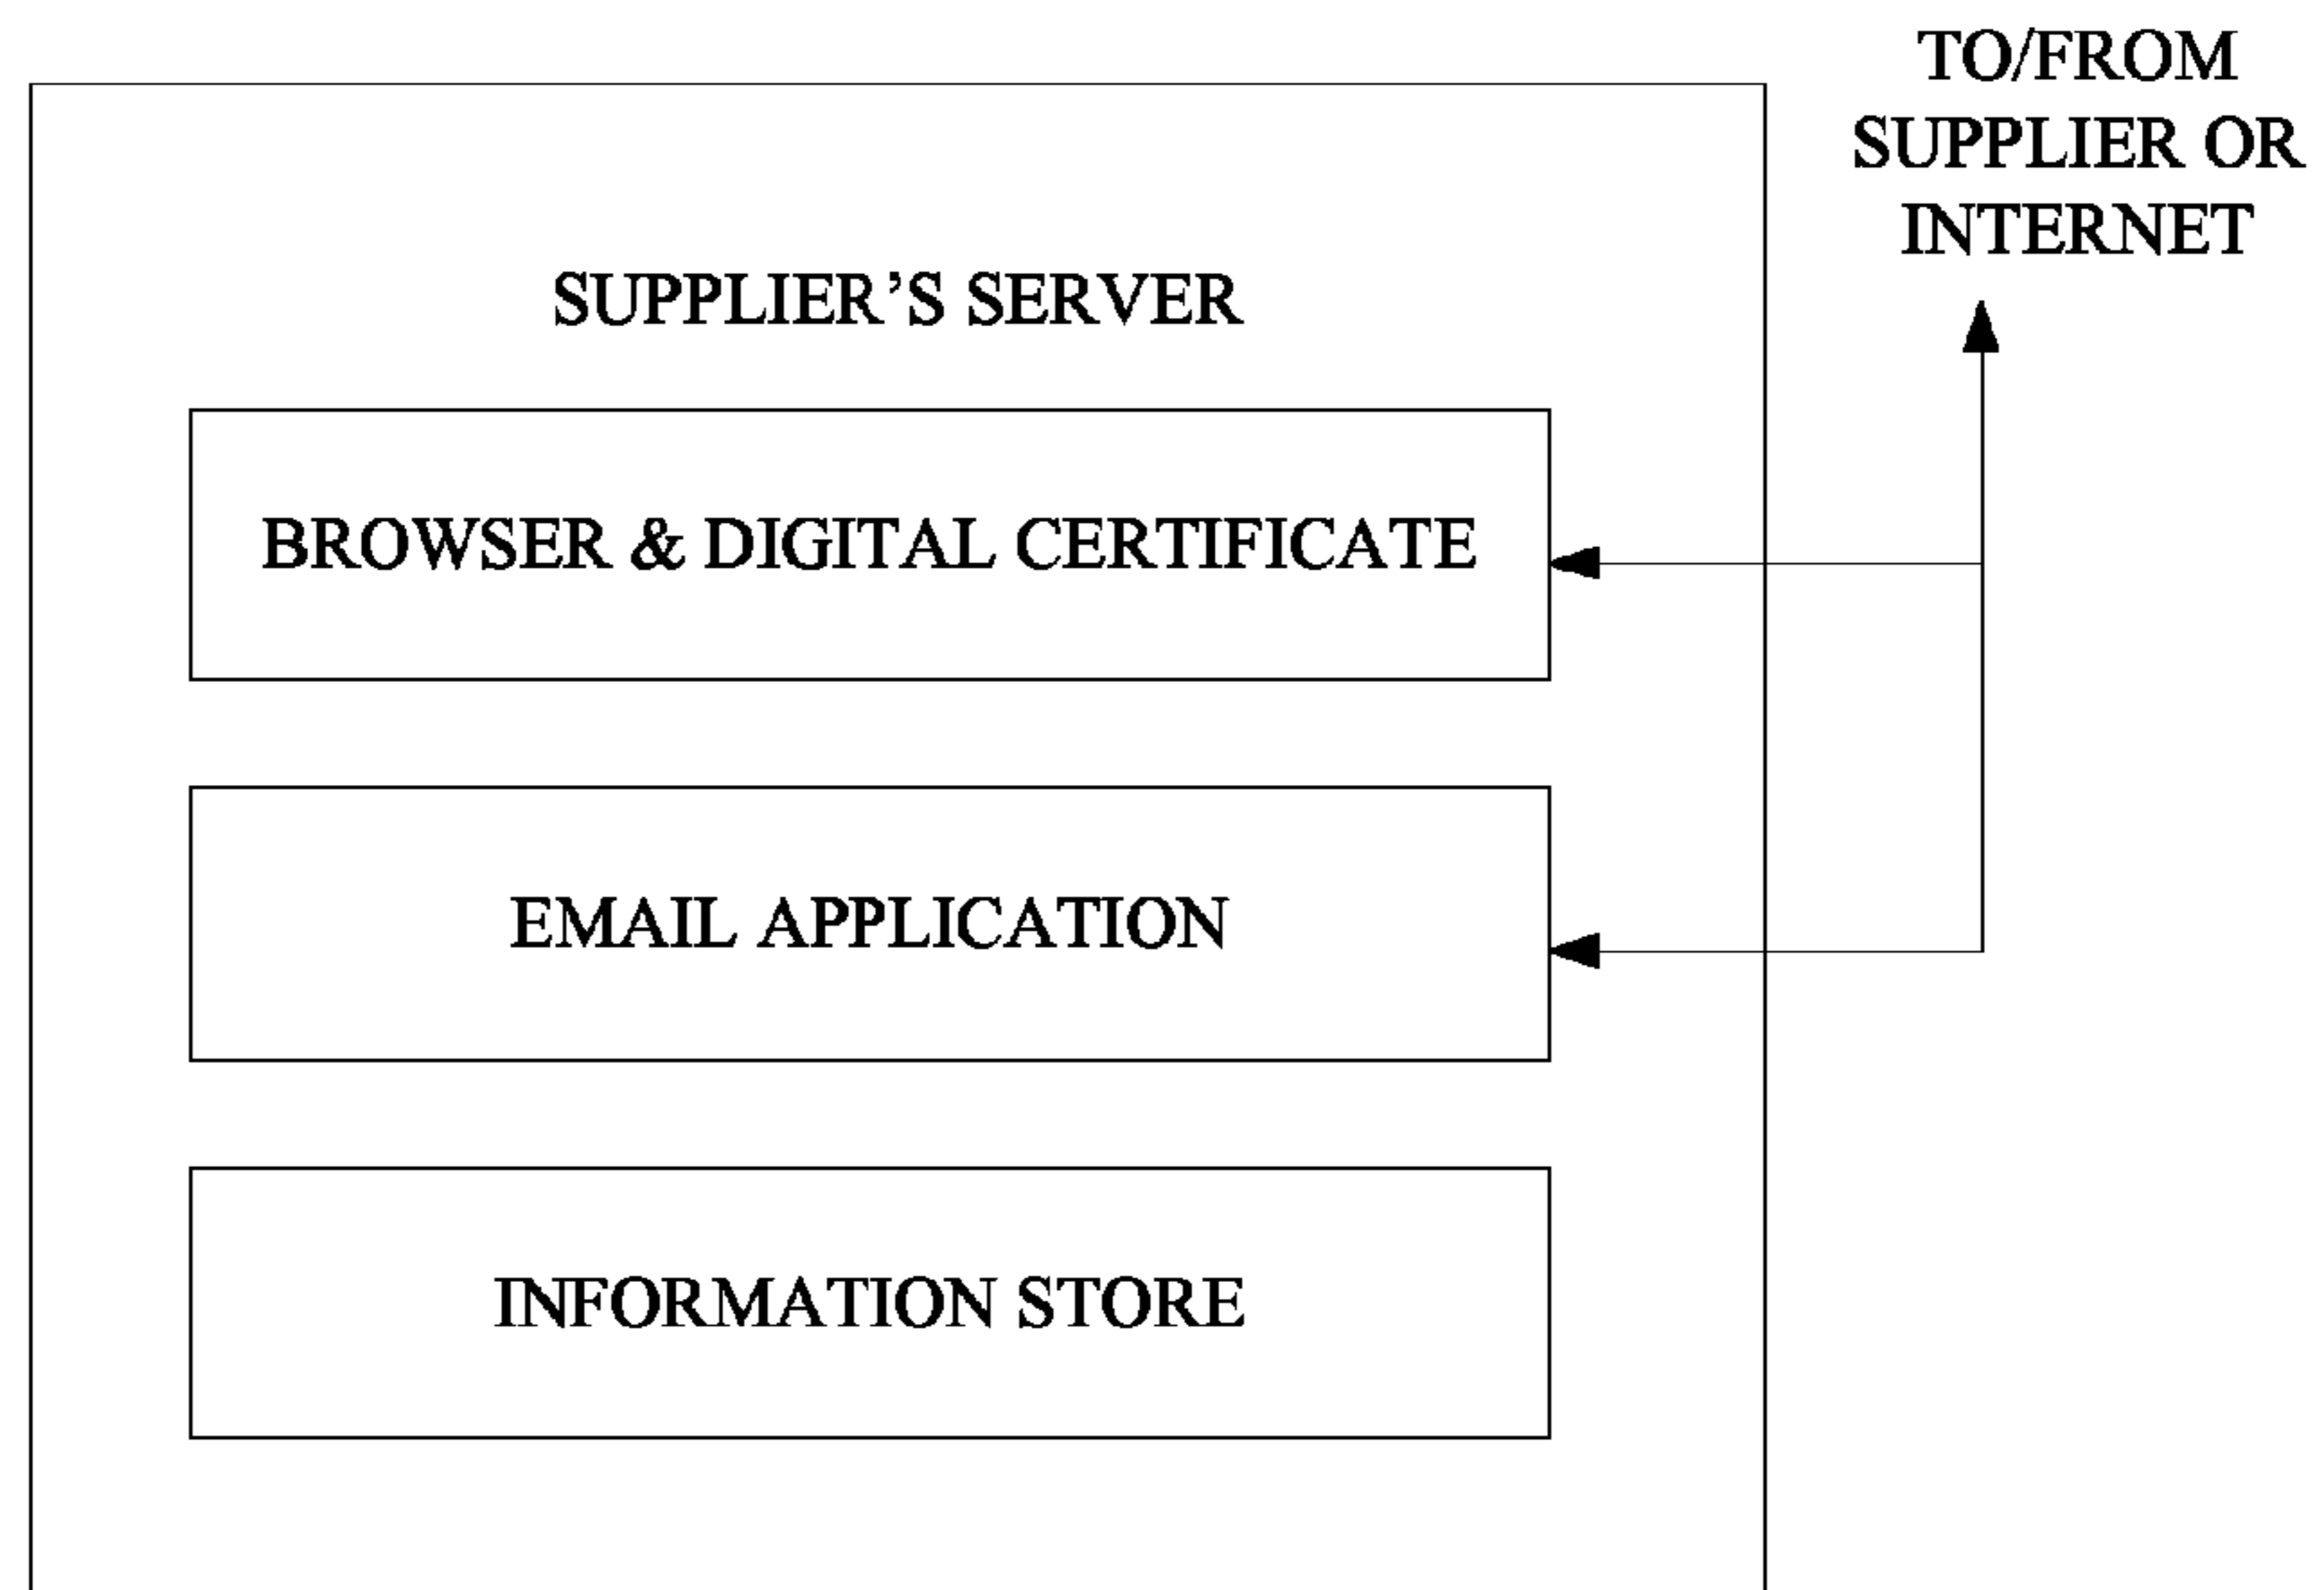 TO/FROM
SUPPLIER OR
INTERNET
SUPPLIER'S SERVER
BROWSER & DIGITAL CERTIFICATE
EMAIL APPLICATION
INFORMATION STORE